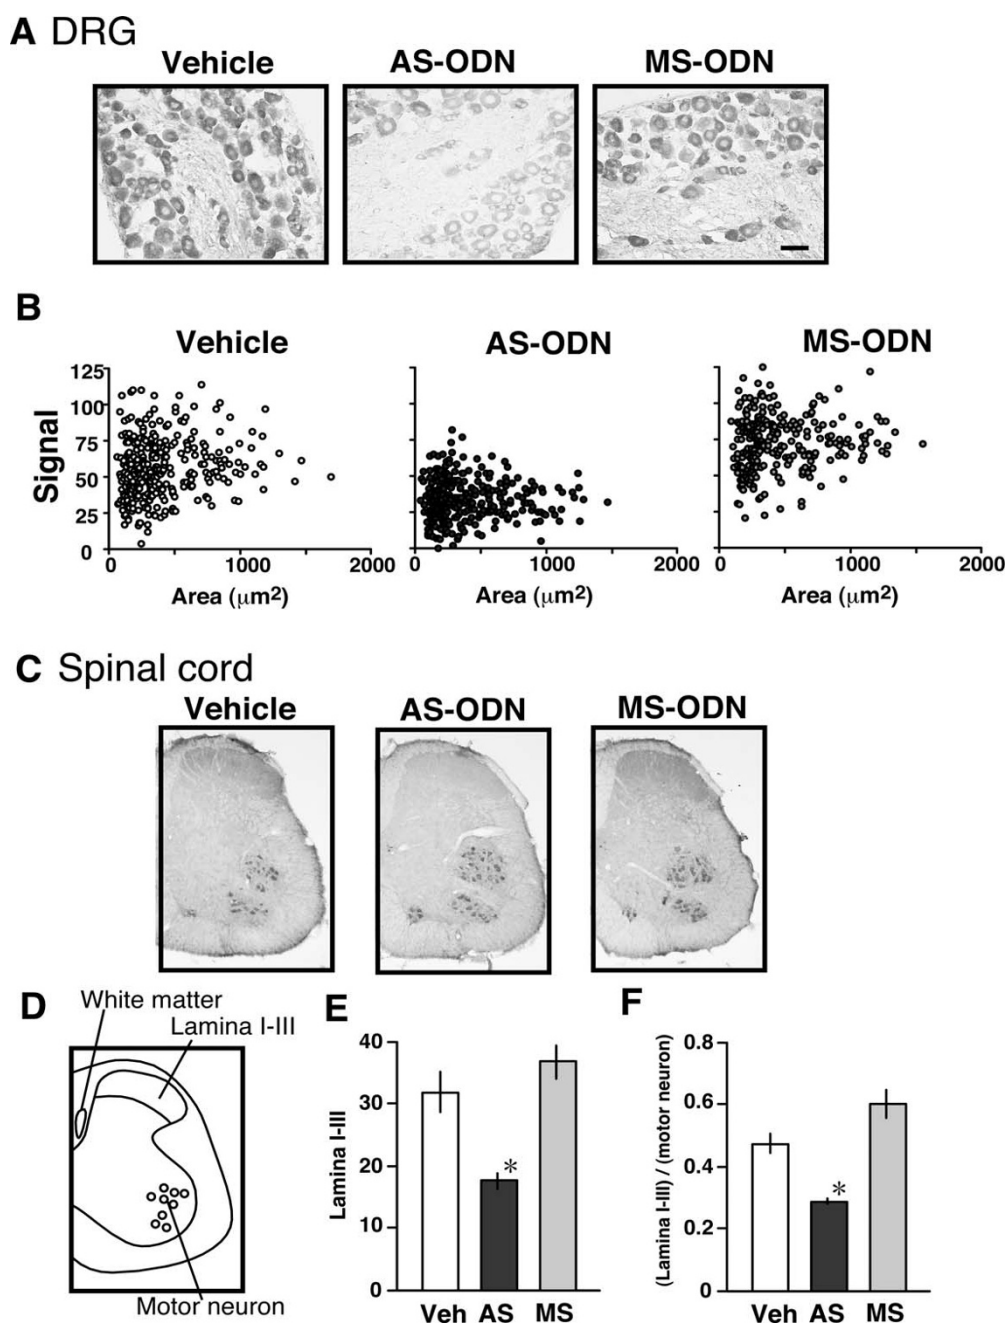 A DRG
Vehicle AS-ODN MS-ODN
B
Vehicle AS-ODN MS-ODN
Signal
125
100
75
50
25
0
0 1000 2000 0 1000 2000 0 1000 2000
Area (μm2) Area (μm2) Area (μm2)
C Spinal cord
Vehicle AS-ODN MS-ODN
D
White matter
Lamina I-III
Motor neuron
E
Lamina I-III
40
30
20
10
0
*
Veh AS MS
F
(Lamina I-III) / (motor neuron)
0.8
0.6
0.4
0.2
0
*
Veh AS MS